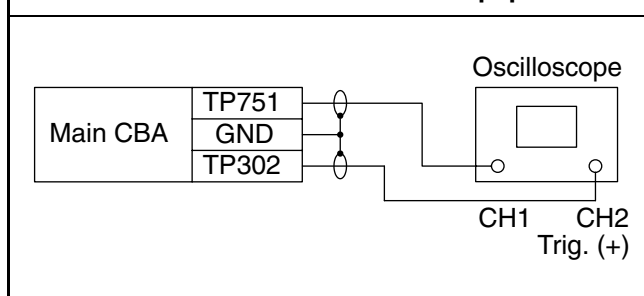 Oscilloscope
Main CBA
TP751
GND
TP302
CH1
CH2
Trig. (+)